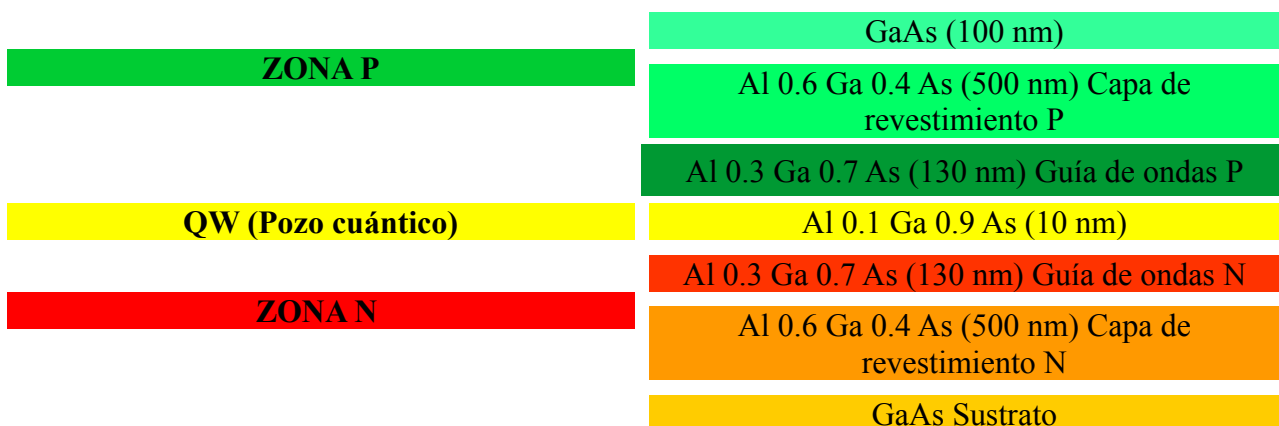 GaAs (100 nm)
ZONA P
Al 0.6 Ga 0.4 As (500 nm) Capa de
revestimiento P
Al 0.3 Ga 0.7 As (130 nm) Guía de ondas P
QW (Pozo cuántico)
Al 0.1 Ga 0.9 As (10 nm)
Al 0.3 Ga 0.7 As (130 nm) Guía de ondas N
ZONA N
Al 0.6 Ga 0.4 As (500 nm) Capa de
revestimiento N
GaAs Sustrato